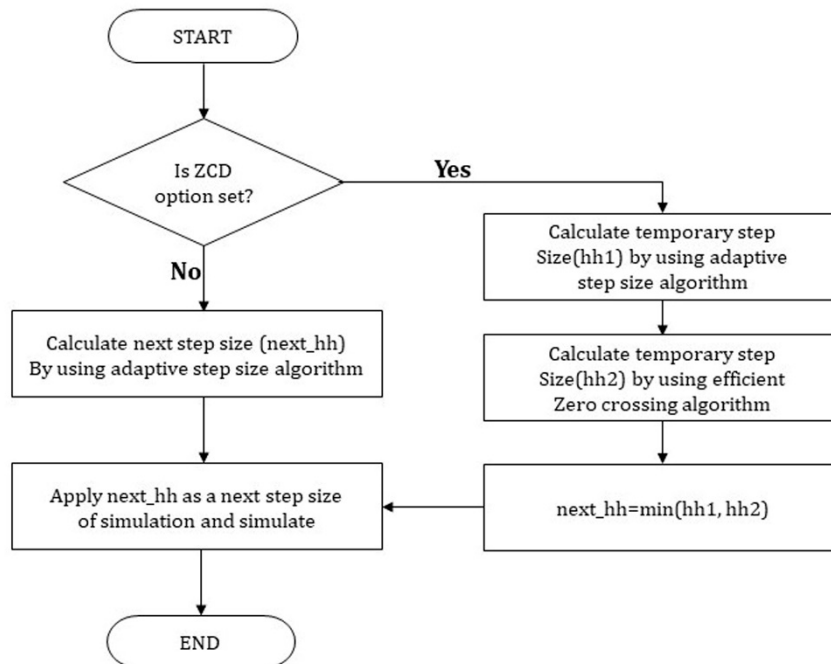 START
Is ZCD
option set?
Yes
No
Calculate temporary step
Size(hh1) by using adaptive
step size algorithm
Calculate next step size (next_hh)
By using adaptive step size algorithm
Calculate temporary step
Size(hh2) by using efficient
Zero crossing algorithm
Apply next_hh as a next step size
of simulation and simulate
next_hh=min(hh1, hh2)
END